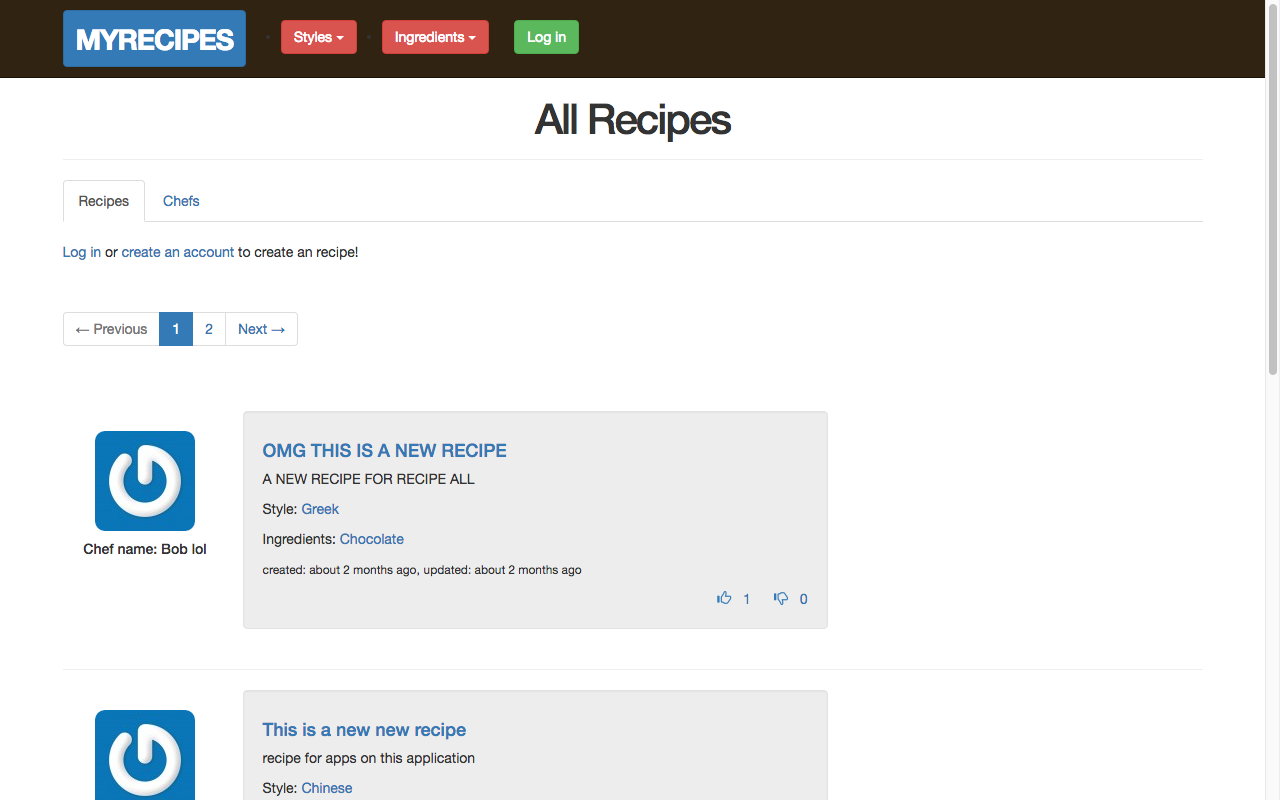 MYRECIPES Styles Ingredients Log in
All Recipes
Recipes Chefs
Log in or create an account to create an recipe!
← Previous 1 2 Next →
OMG THIS IS A NEW RECIPE
A NEW RECIPE FOR RECIPE ALL
Style: Greek
Ingredients: Chocolate
Chef name: Bob lol
created: about 2 months ago, updated: about 2 months ago
1 0
This is a new new recipe
recipe for apps on this application
Style: Chinese